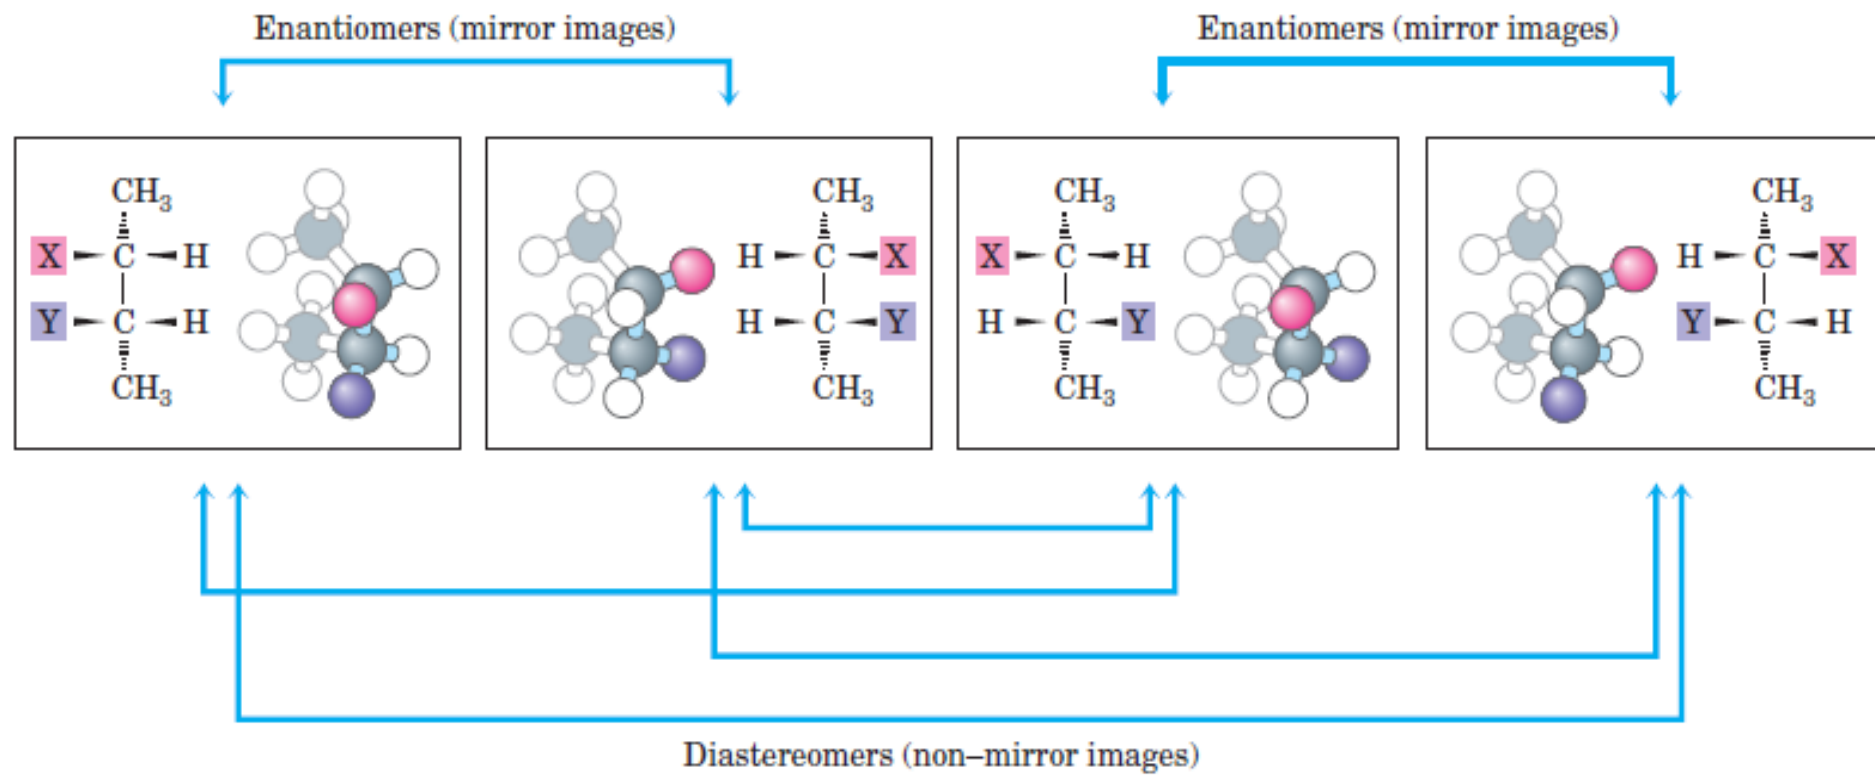 Enantiomers (mirror images)
Enantiomers (mirror images)
CH3
X C H
Y C H
CH3
CH3
H C X
H C Y
CH3
CH3
X C H
H C Y
CH3
CH3
H C X
Y C H
CH3
Diastereomers (non–mirror images)